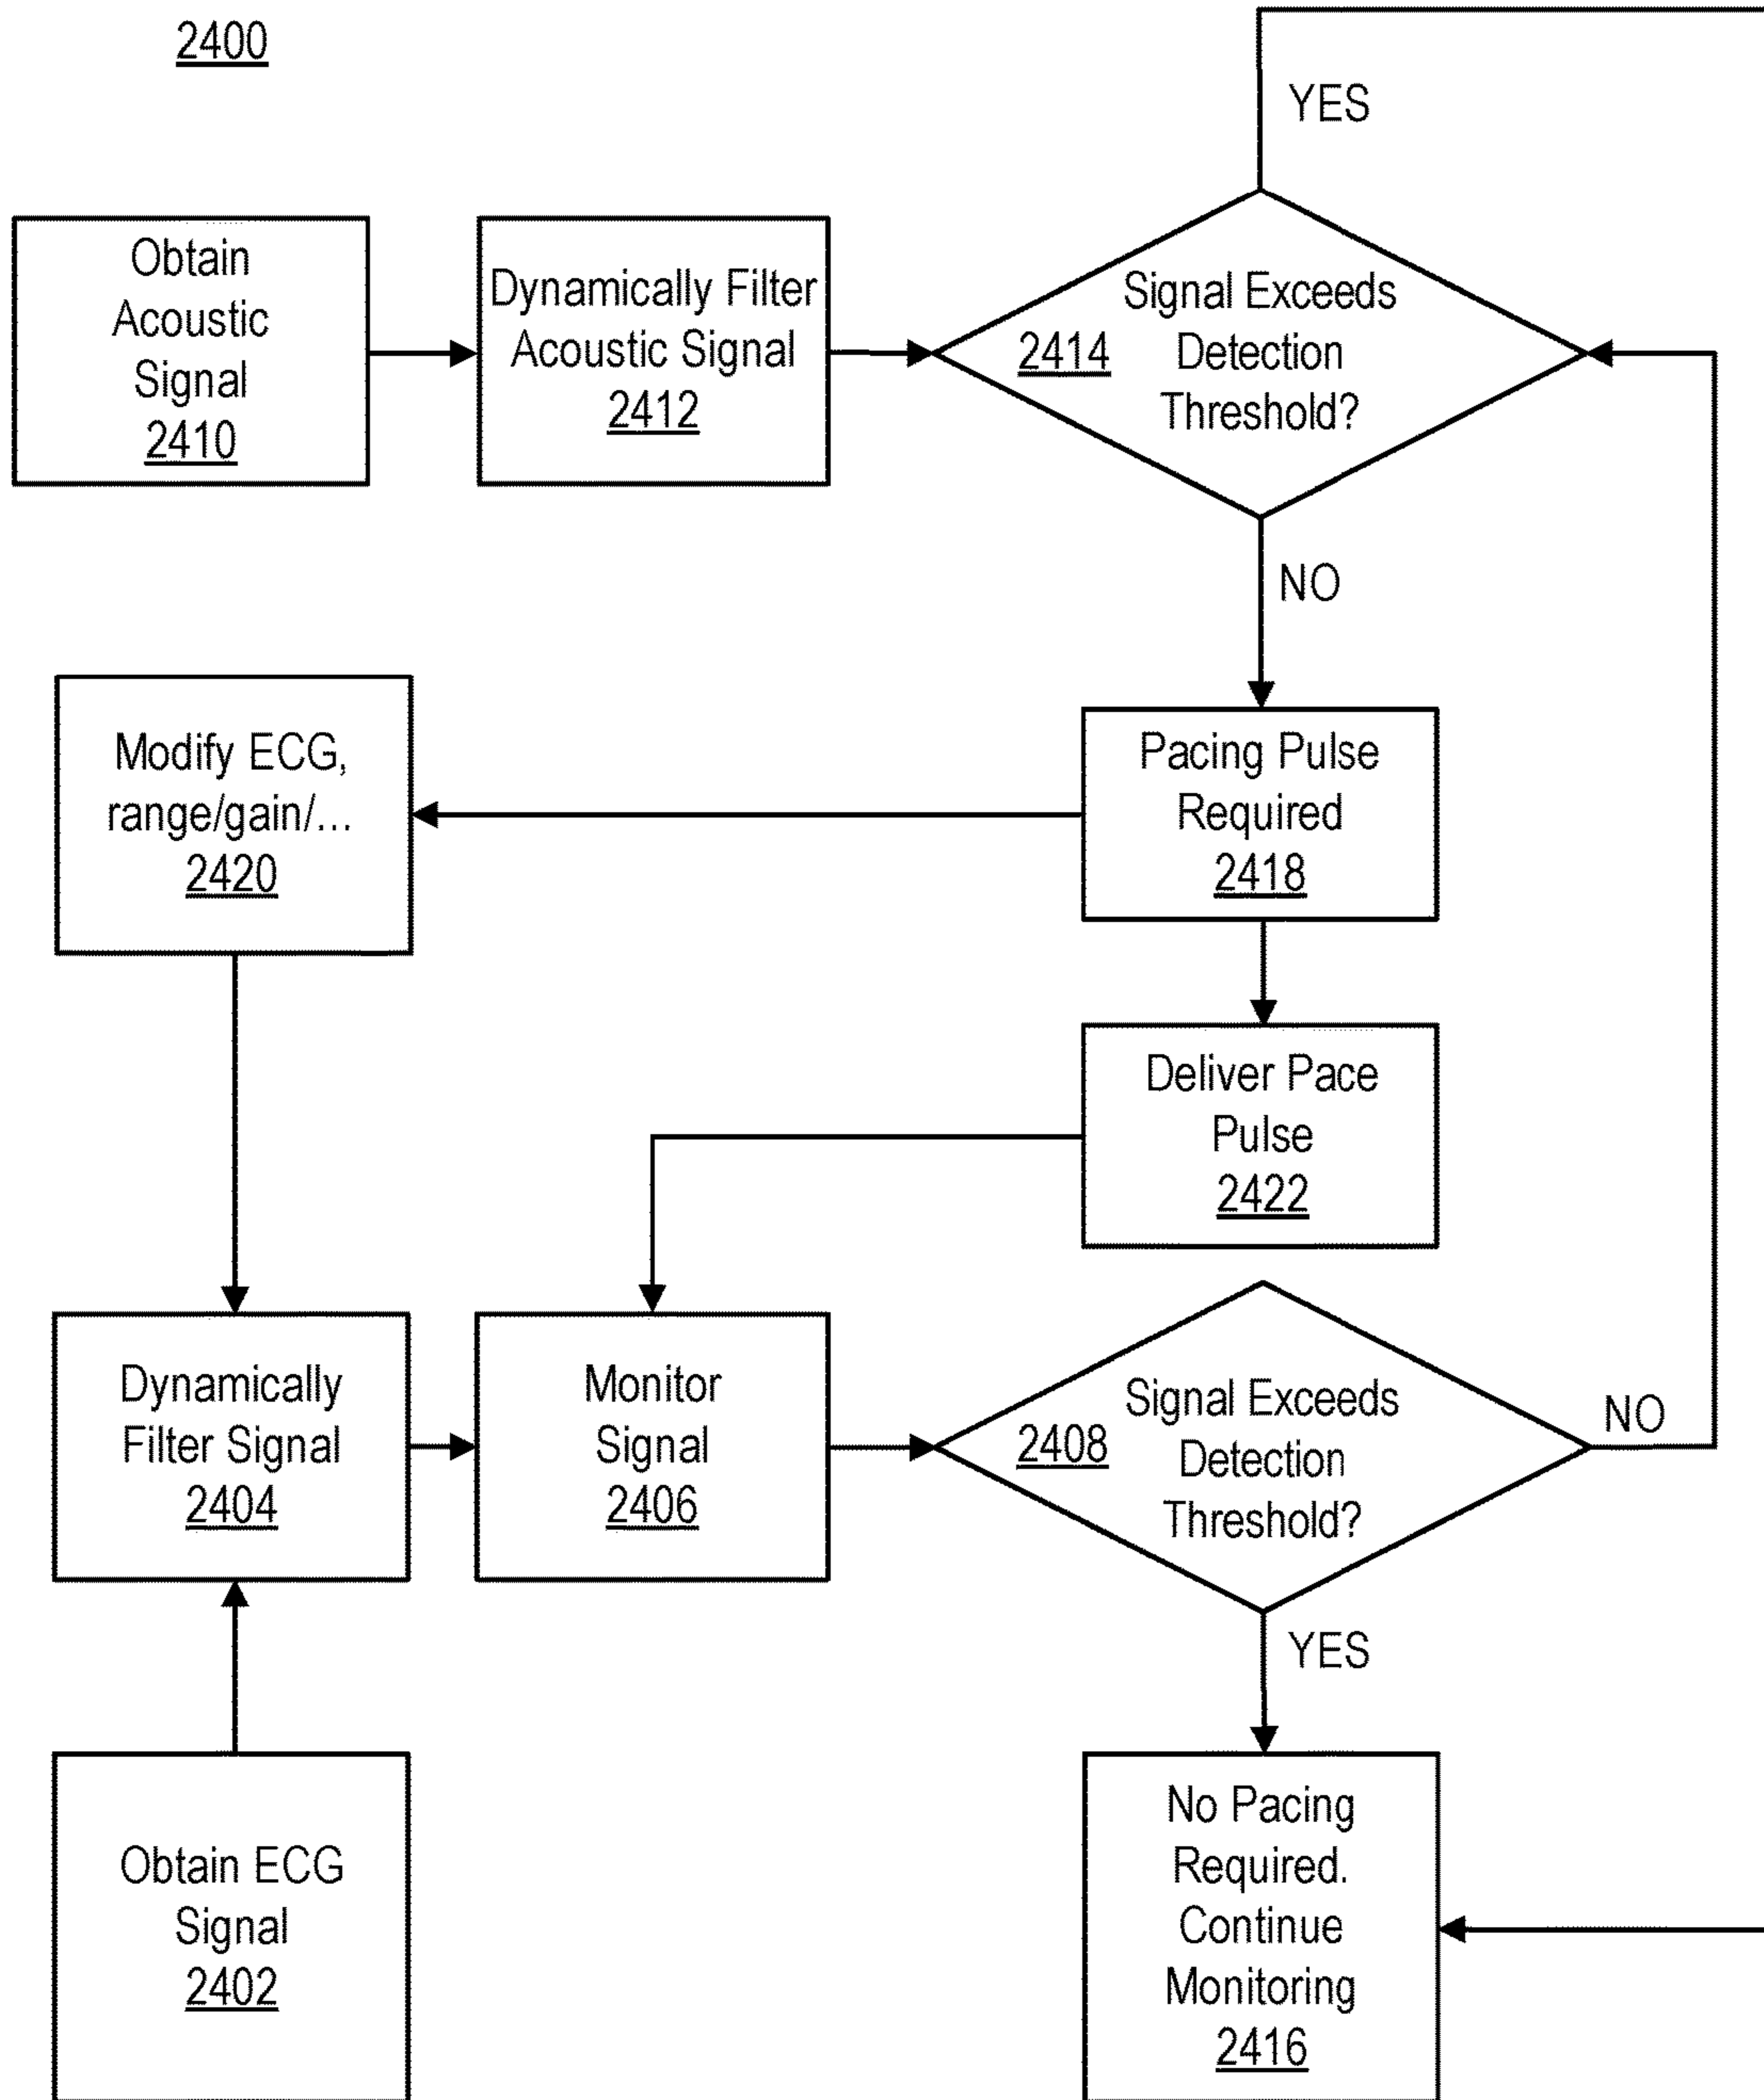 2400
YES
Obtain
Acoustic
Signal
2410
Dynamically Filter
Acoustic Signal
2412
Signal Exceeds
2414 Detection
Threshold?
NO
Modify ECG,
range/gain/...
2420
Pacing Pulse
Required
2418
Deliver Pace
Pulse
2422
Dynamically
Filter Signal
2404
Monitor
Signal
2406
Signal Exceeds
2408 Detection
Threshold?
NO
YES
Obtain ECG
Signal
2402
No Pacing
Required.
Continue
Monitoring
2416